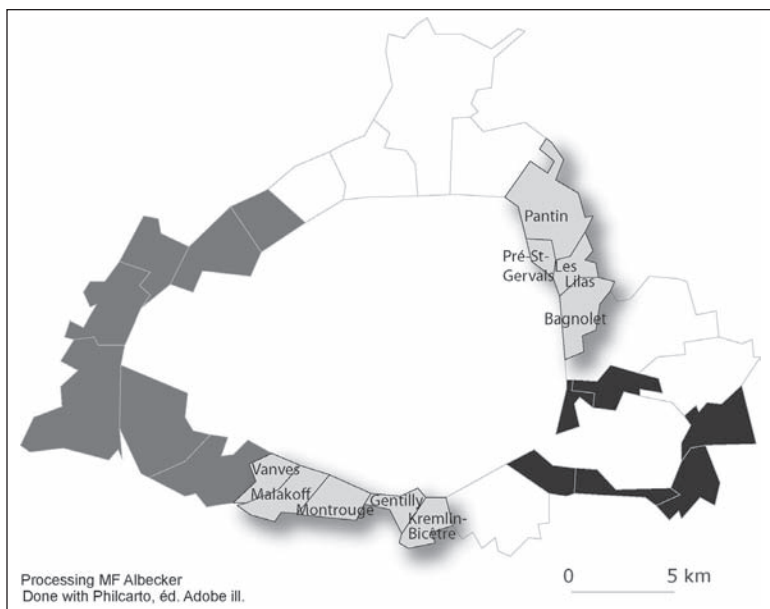 Pantin
Pré-St-
Gervais
Les
Lilas
Bagnolet
Vanves
Malakoff
Montrouge
Gentilly
Kremlin-
Bicêtre
Processing MF Albecker
Done with Philcarto, éd. Adobe ill.
0 5 km